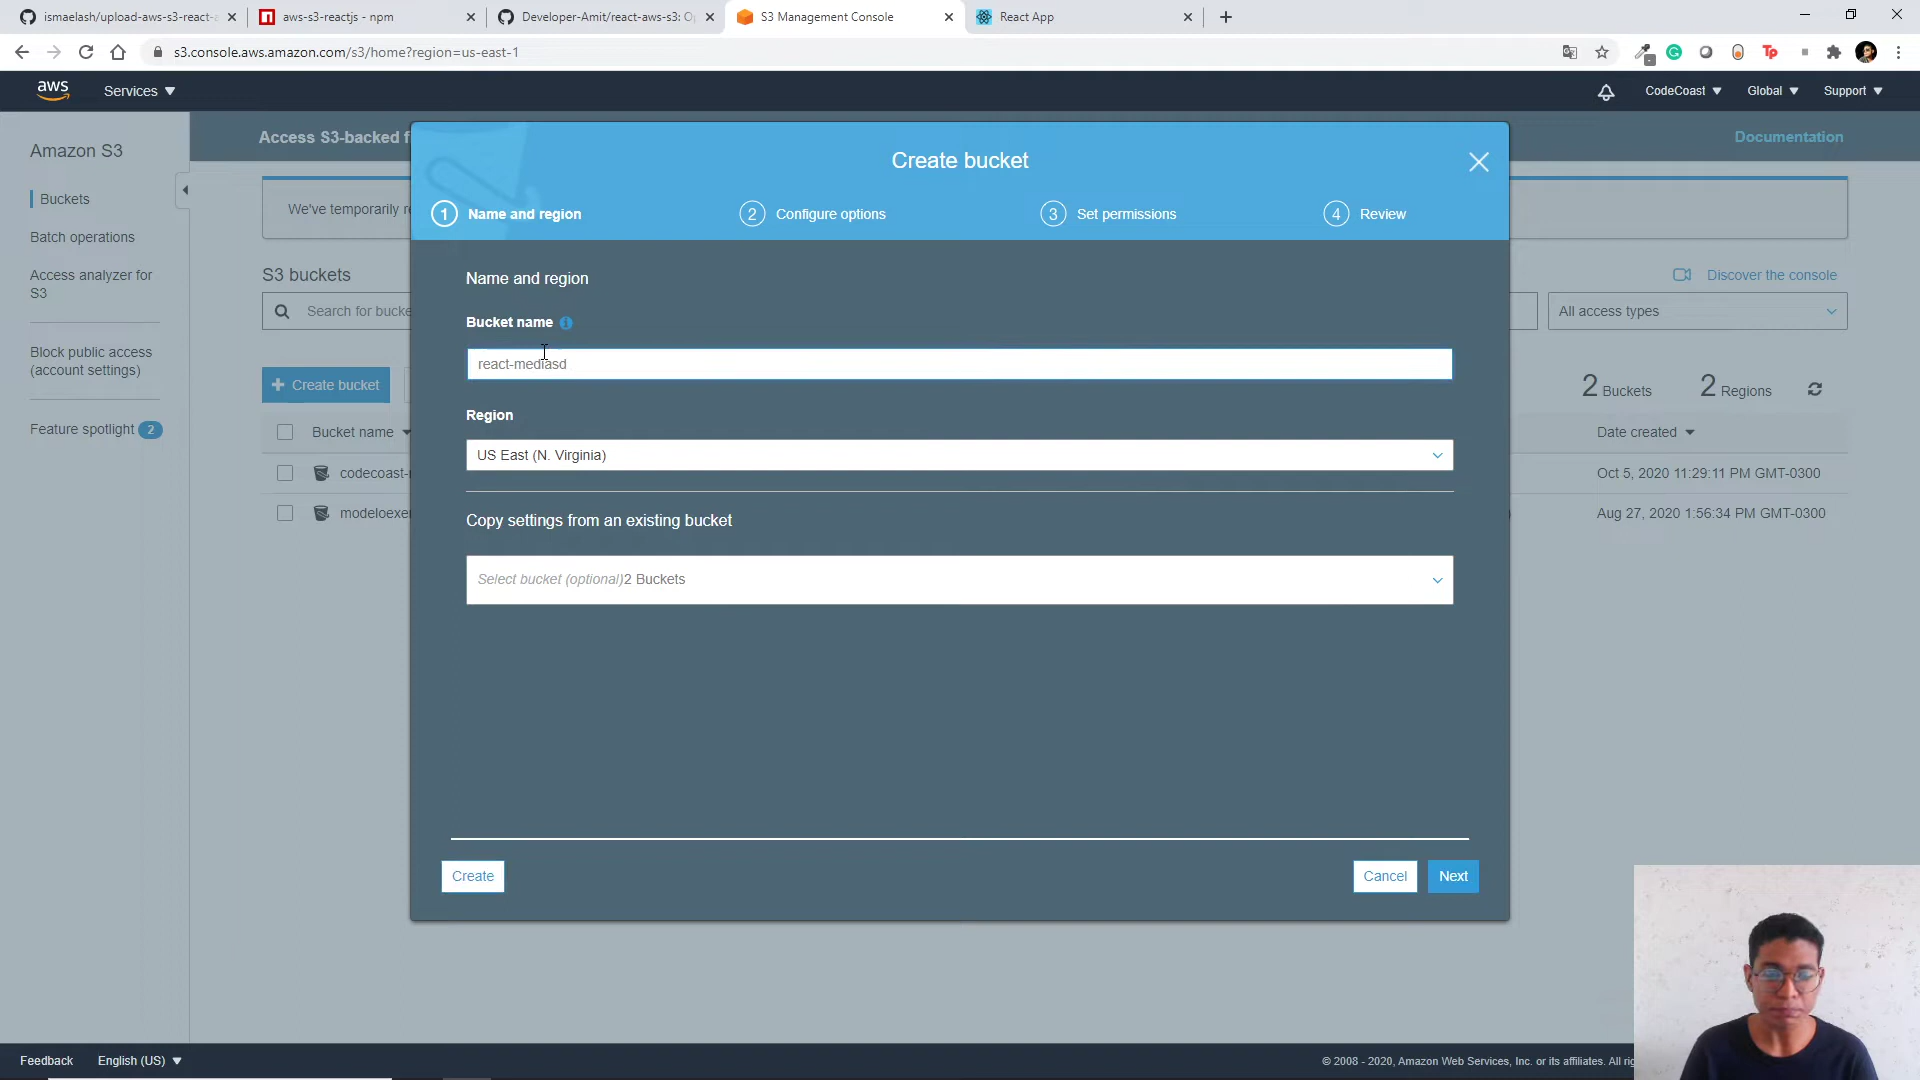 ismaelash/upload-aws-s3-react-
aws-s3-reactjs - npm
Developer-Amit/react-aws-s3: O
S3 Management Console
React App
s3.console.aws.amazon.com/s3/home?region=us-east-1
aws
Services
CodeCoast
Global
Support
Amazon S3
Buckets
Batch operations
Access analyzer for
S3
Block public access
(account settings)
Feature spotlight 2
Access S3-backed f
Documentation
We've temporarily r
S3 buckets
Discover the console
Search for bucke
All access types
Create bucket
2 Buckets
2 Regions
Bucket name
Date created
codecoast-
Oct 5, 2020 11:29:11 PM GMT-0300
modeloexe
Aug 27, 2020 1:56:34 PM GMT-0300
Create bucket
1 Name and region
2 Configure options
3 Set permissions
4 Review
Name and region
Bucket name
react-mediasd
Region
US East (N. Virginia)
Copy settings from an existing bucket
Select bucket (optional)2 Buckets
Create
Cancel
Next
Feedback
English (US)
© 2008 - 2020, Amazon Web Services, Inc. or its affiliates. All ri